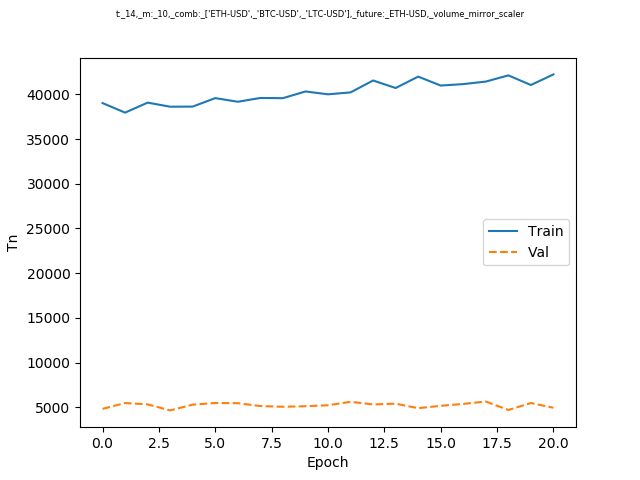 t:_14,_m:_10,_comb:_['ETH-USD',_'BTC-USD',_'LTC-USD'],_future:_ETH-USD,_volume_mirror_scaler
40000
35000
30000
25000
20000
15000
10000
5000
Tn
Train
Val
0.0 2.5 5.0 7.5 10.0 12.5 15.0 17.5 20.0
Epoch